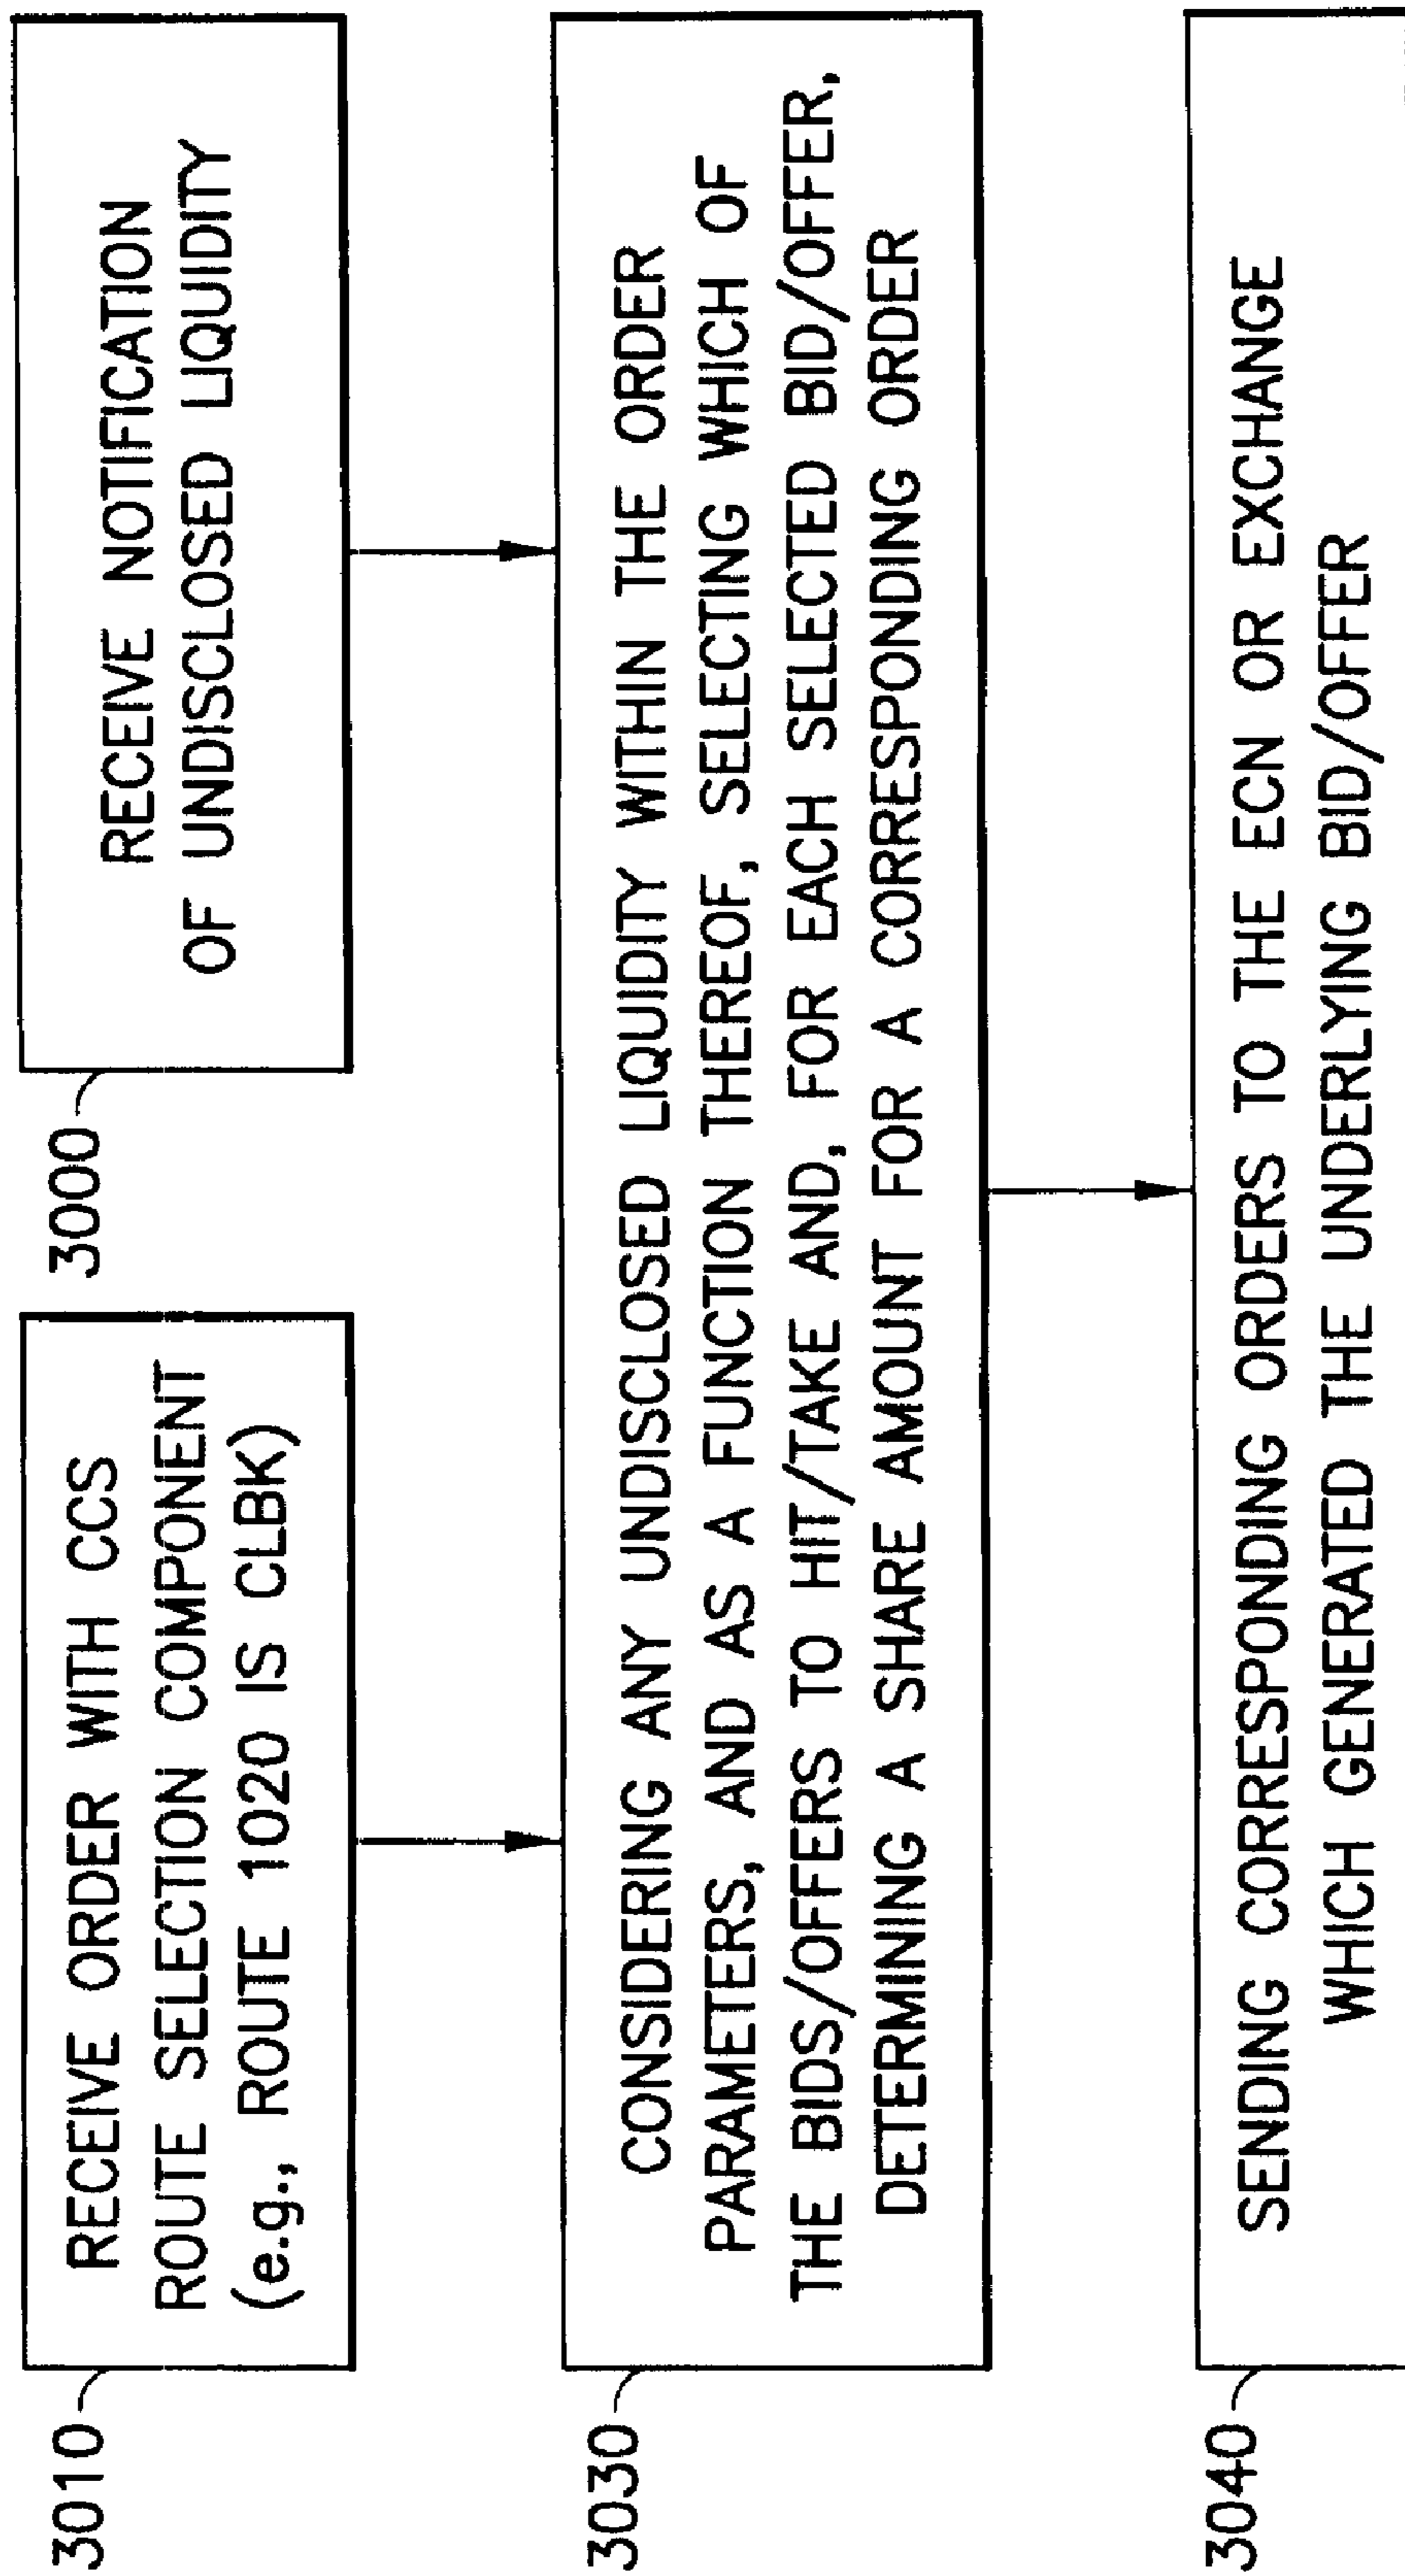 3010
RECEIVE ORDER WITH CCS
ROUTE SELECTION COMPONENT
(e.g., ROUTE 1020 IS CLBK)
3000
RECEIVE NOTIFICATION
OF UNDISCLOSED LIQUIDITY
3030
CONSIDERING ANY UNDISCLOSED LIQUIDITY WITHIN THE ORDER
PARAMETERS, AND AS A FUNCTION THEREOF, SELECTING WHICH OF
THE BIDS/OFFERS TO HIT/TAKE AND, FOR EACH SELECTED BID/OFFER,
DETERMINING A SHARE AMOUNT FOR A CORRESPONDING ORDER
3040
SENDING CORRESPONDING ORDERS TO THE ECN OR EXCHANGE
WHICH GENERATED THE UNDERLYING BID/OFFER